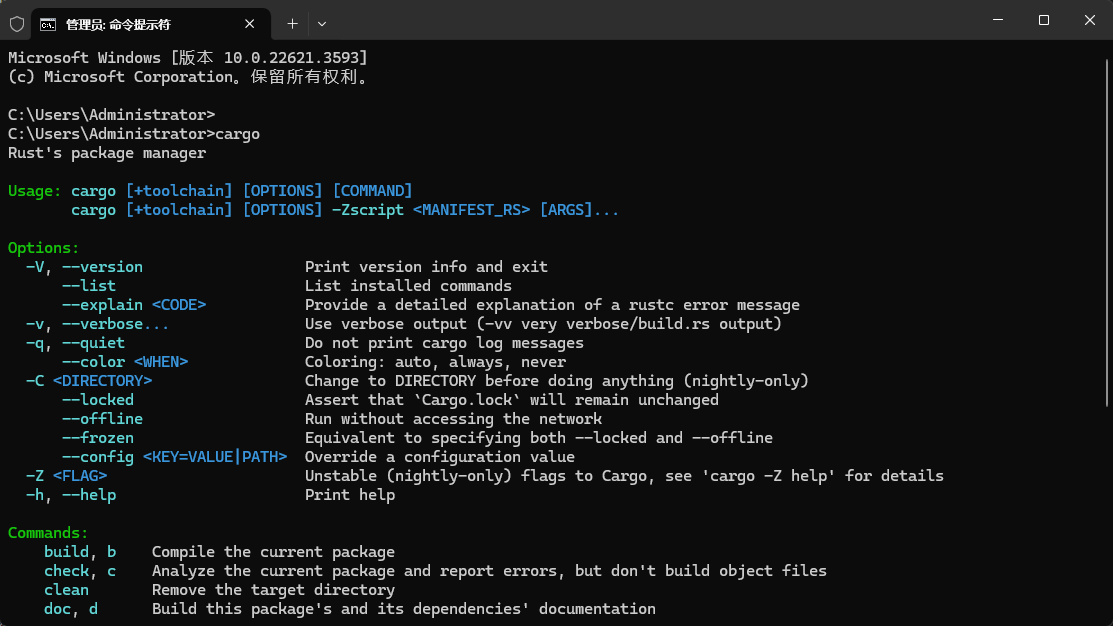 管理员: 命令提示符
Microsoft Windows [版本 10.0.22621.3593]
(c) Microsoft Corporation。保留所有权利。
C:\Users\Administrator>
C:\Users\Administrator>cargo
Rust's package manager
Usage: cargo [+toolchain] [OPTIONS] [COMMAND]
       cargo [+toolchain] [OPTIONS] -Zscript <MANIFEST_RS> [ARGS]...
Options:
  -V, --version                  Print version info and exit
      --list                     List installed commands
      --explain <CODE>           Provide a detailed explanation of a rustc error message
  -v, --verbose...               Use verbose output (-vv very verbose/build.rs output)
  -q, --quiet                    Do not print cargo log messages
      --color <WHEN>             Coloring: auto, always, never
  -C <DIRECTORY>                 Change to DIRECTORY before doing anything (nightly-only)
      --locked                   Assert that `Cargo.lock` will remain unchanged
      --offline                  Run without accessing the network
      --frozen                   Equivalent to specifying both --locked and --offline
      --config <KEY=VALUE|PATH>  Override a configuration value
  -Z <FLAG>                      Unstable (nightly-only) flags to Cargo, see 'cargo -Z help' for details
  -h, --help                     Print help
Commands:
    build, b    Compile the current package
    check, c    Analyze the current package and report errors, but don't build object files
    clean       Remove the target directory
    doc, d      Build this package's and its dependencies' documentation